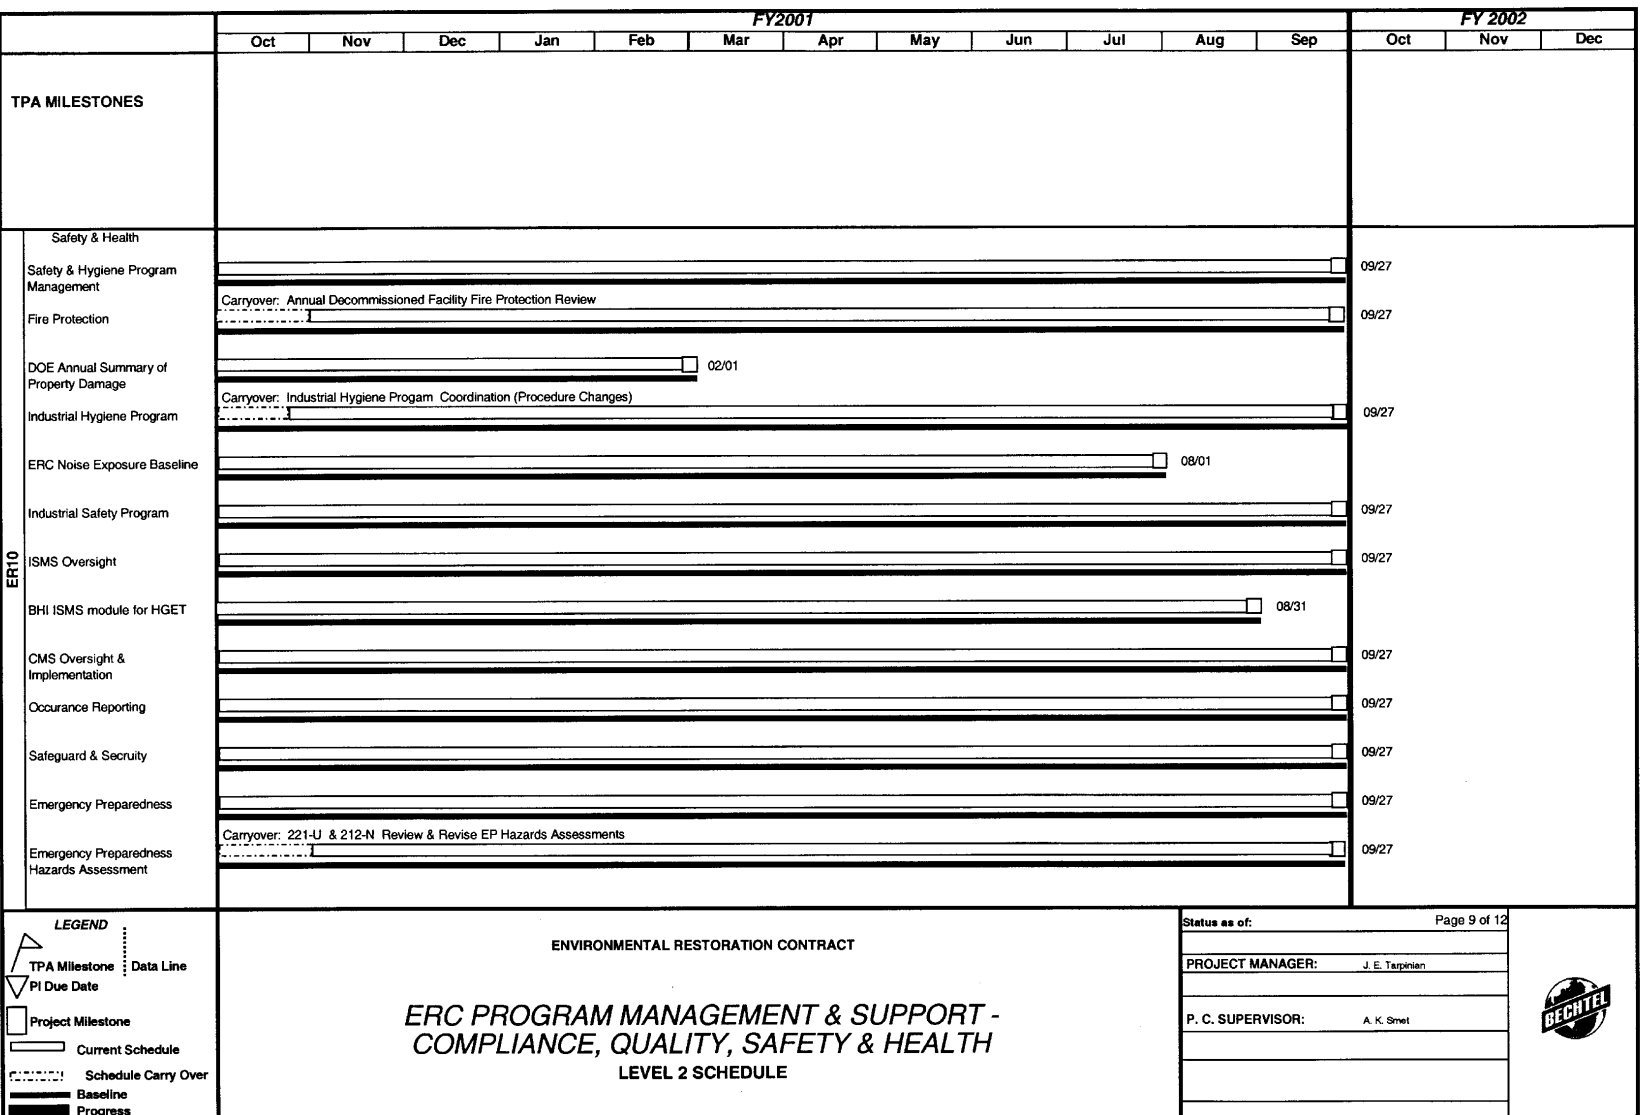 FY2001
FY 2002
Oct Nov Dec Jan Feb Mar Apr May Jun Jul Aug Sep Oct Nov Dec
TPA MILESTONES
ER10
Safety & Health
Safety & Hygiene Program
Management
09/27
Carryover: Annual Decommissioned Facility Fire Protection Review
Fire Protection
09/27
DOE Annual Summary of
Property Damage
02/01
Carryover: Industrial Hygiene Progam Coordination (Procedure Changes)
Industrial Hygiene Program
09/27
ERC Noise Exposure Baseline
08/01
Industrial Safety Program
09/27
ISMS Oversight
09/27
BHI ISMS module for HGET
08/31
CMS Oversight &
Implementation
09/27
Occurance Reporting
09/27
Safeguard & Secruity
09/27
Emergency Preparedness
09/27
Carryover: 221-U & 212-N Review & Revise EP Hazards Assessments
Emergency Preparedness
Hazards Assessment
09/27
LEGEND
TPA Milestone
Data Line
PI Due Date
Project Milestone
Current Schedule
Schedule Carry Over
Baseline
Progress
ENVIRONMENTAL RESTORATION CONTRACT
ERC PROGRAM MANAGEMENT & SUPPORT -
COMPLIANCE, QUALITY, SAFETY & HEALTH
LEVEL 2 SCHEDULE
Status as of:
Page 9 of 12
PROJECT MANAGER: J. E. Tarpinian
P. C. SUPERVISOR: A. K. Smet
BECHTEL